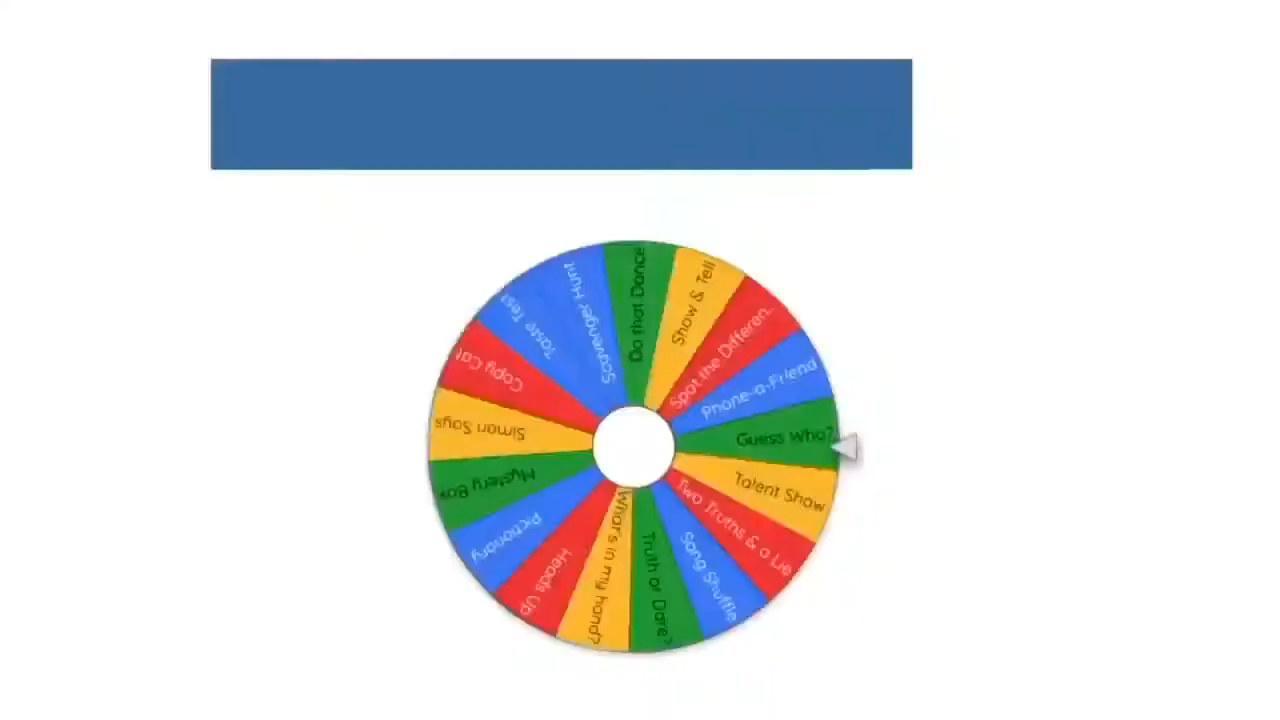 Do that Dance
Show & Tell
Spot the Differen...
Phone-a-Friend
Guess who?
Talent Show
Two Truths & a Lie
Song Shuffle
Truth or Dare?
What's in my hand?
Heads Up
Pictionary
Mystery Box
Simon Says
Copy Cat
Taste Test
Scavenger Hunt